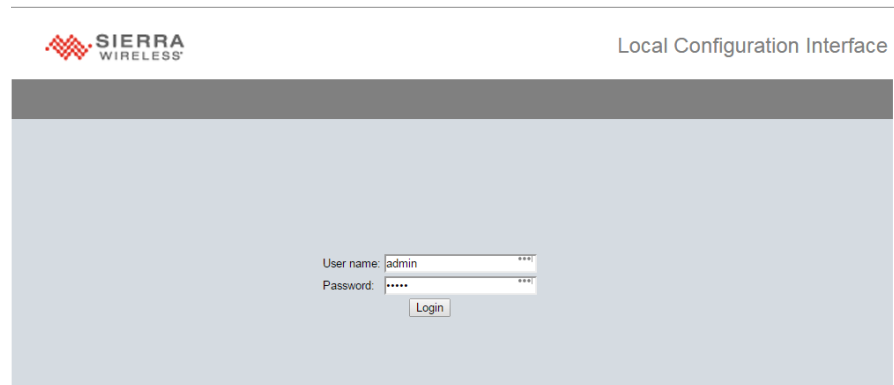 SIERRA
WIRELESS
Local Configuration Interface
User name: admin
Password: •••••
Login